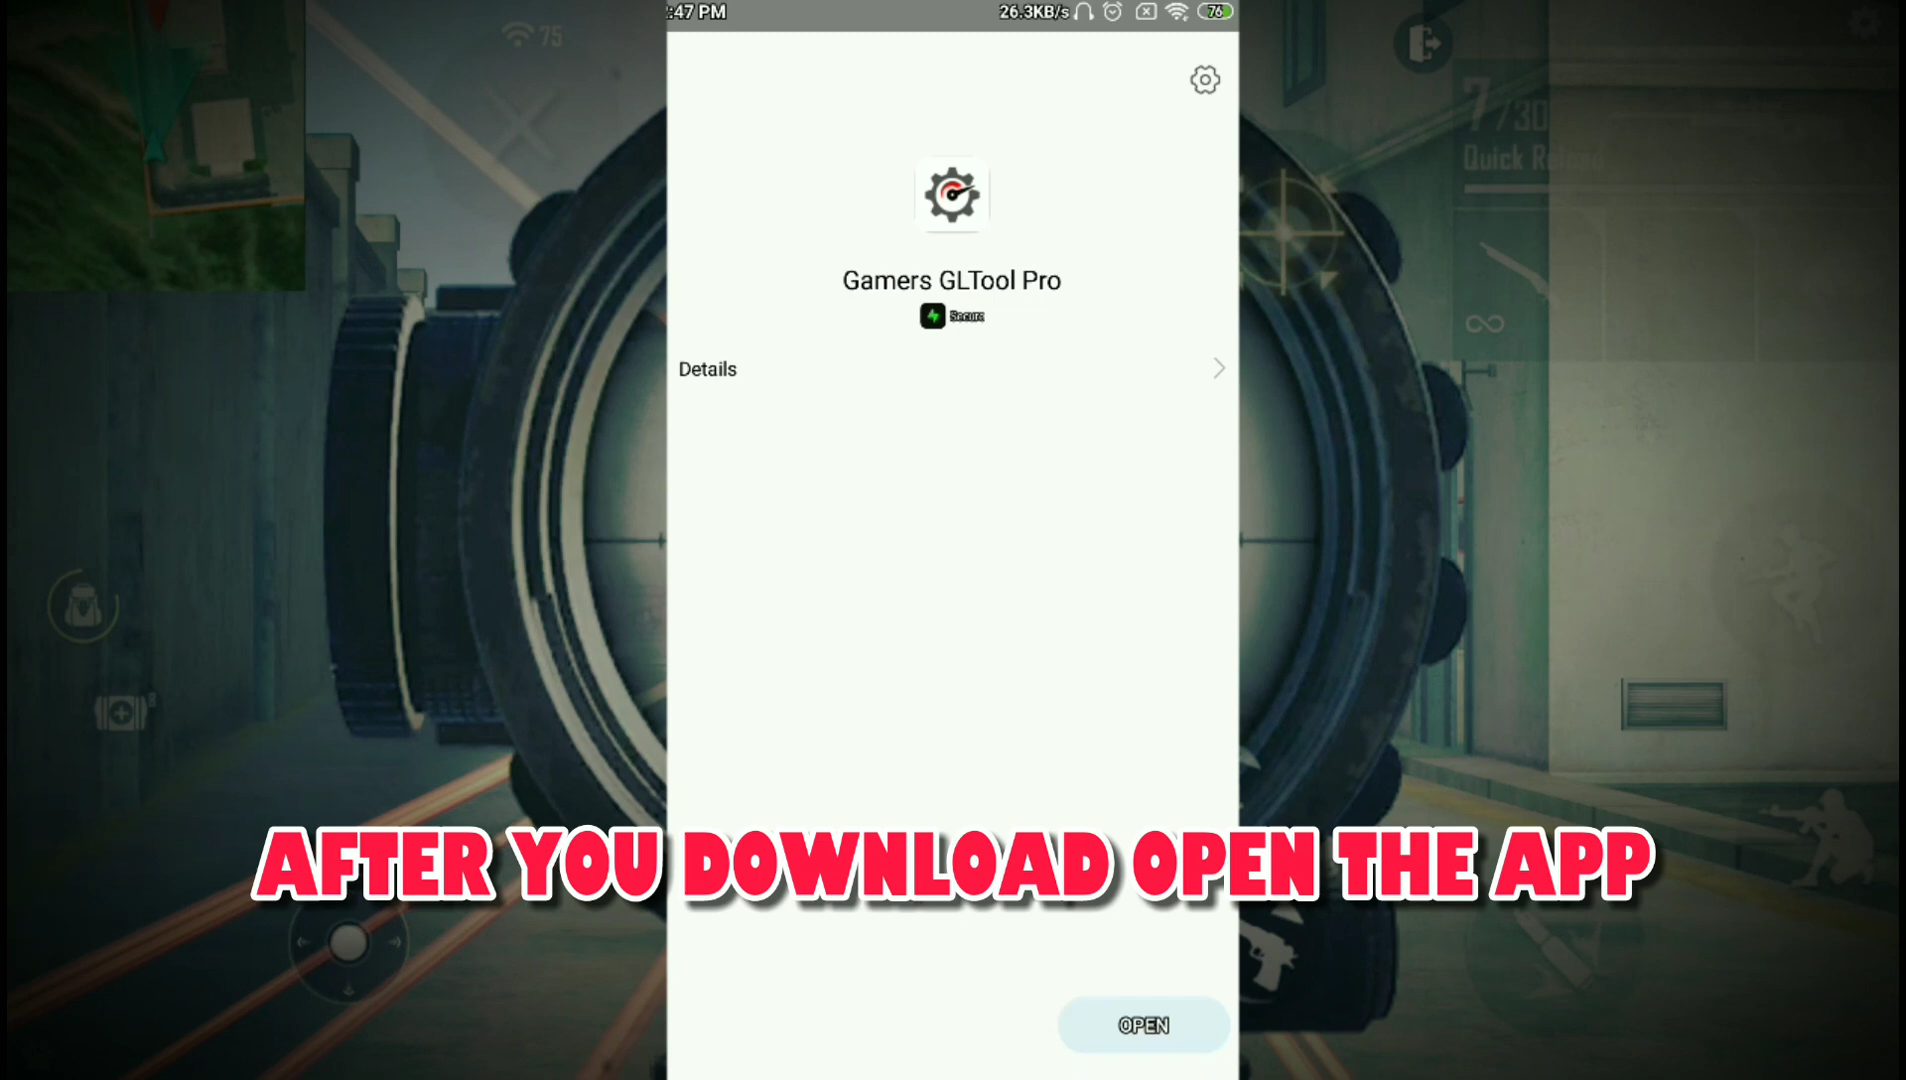 :47 PM
26.3KB/s
76
75
7/30
Quick Reload
Gamers GLTool Pro
Secure
Details
AFTER YOU DOWNLOAD OPEN THE APP
OPEN